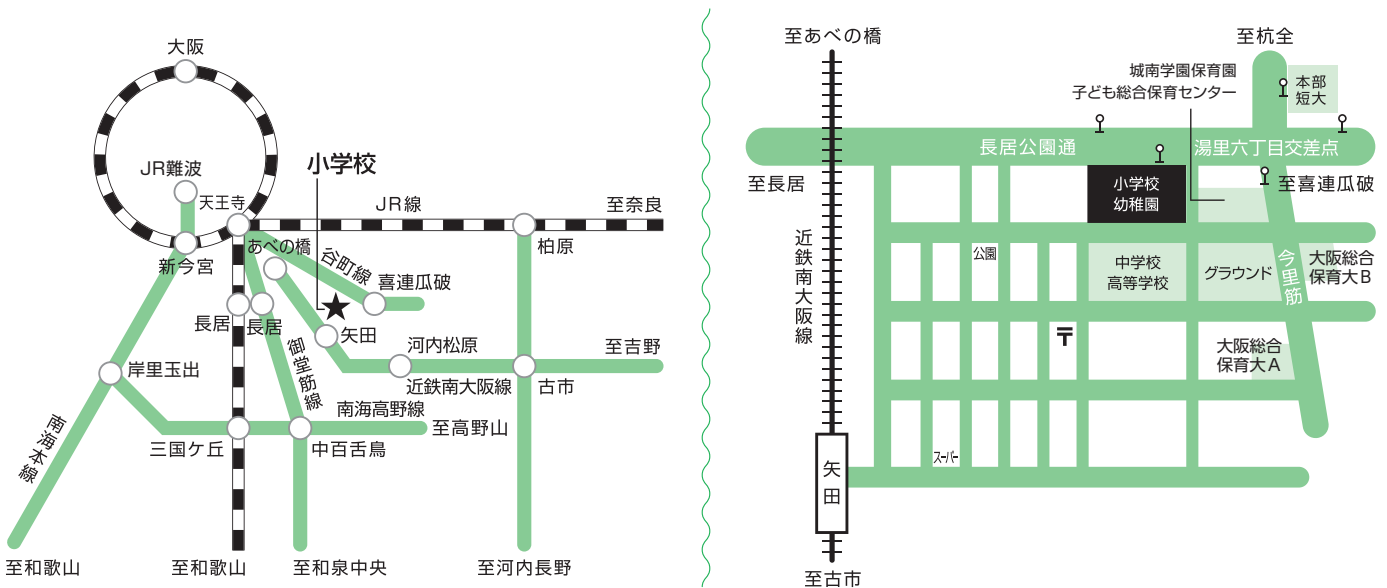 大阪
JR難波
小学校
天王寺
JR線
至奈良
新今宮
あべの橋
谷町線
柏原
喜連瓜破
長居
長居
矢田
御堂筋線
河内松原
至吉野
岸里玉出
近鉄南大阪線
古市
南海高野線
至高野山
南海本線
三国ケ丘
中百舌鳥
至和歌山
至和歌山
至和泉中央
至河内長野
至あべの橋
至杭全
城南学園保育園
子ども総合保育センター
本部
短大
長居公園通
湯里六丁目交差点
至長居
小学校
幼稚園
至喜連瓜破
近鉄南大阪線
公園
中学校
高等学校
グラウンド
今里筋
大阪総合
保育大B
〒
大阪総合
保育大A
スーパー
矢田
至古市